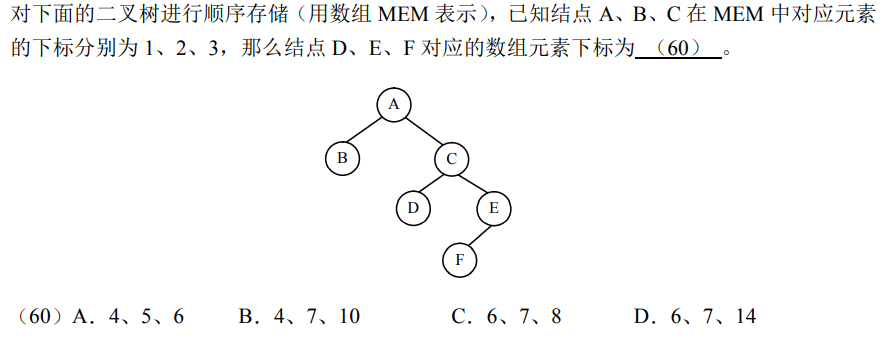 对下面的二叉树进行顺序存储（用数组 MEM 表示），已知结点 A、B、C 在 MEM 中对应元素
的下标分别为 1、2、3，那么结点 D、E、F 对应的数组元素下标为 （60） 。
A
B C
D E
F
（60）A．4、5、6 B．4、7、10 C．6、7、8 D．6、7、14